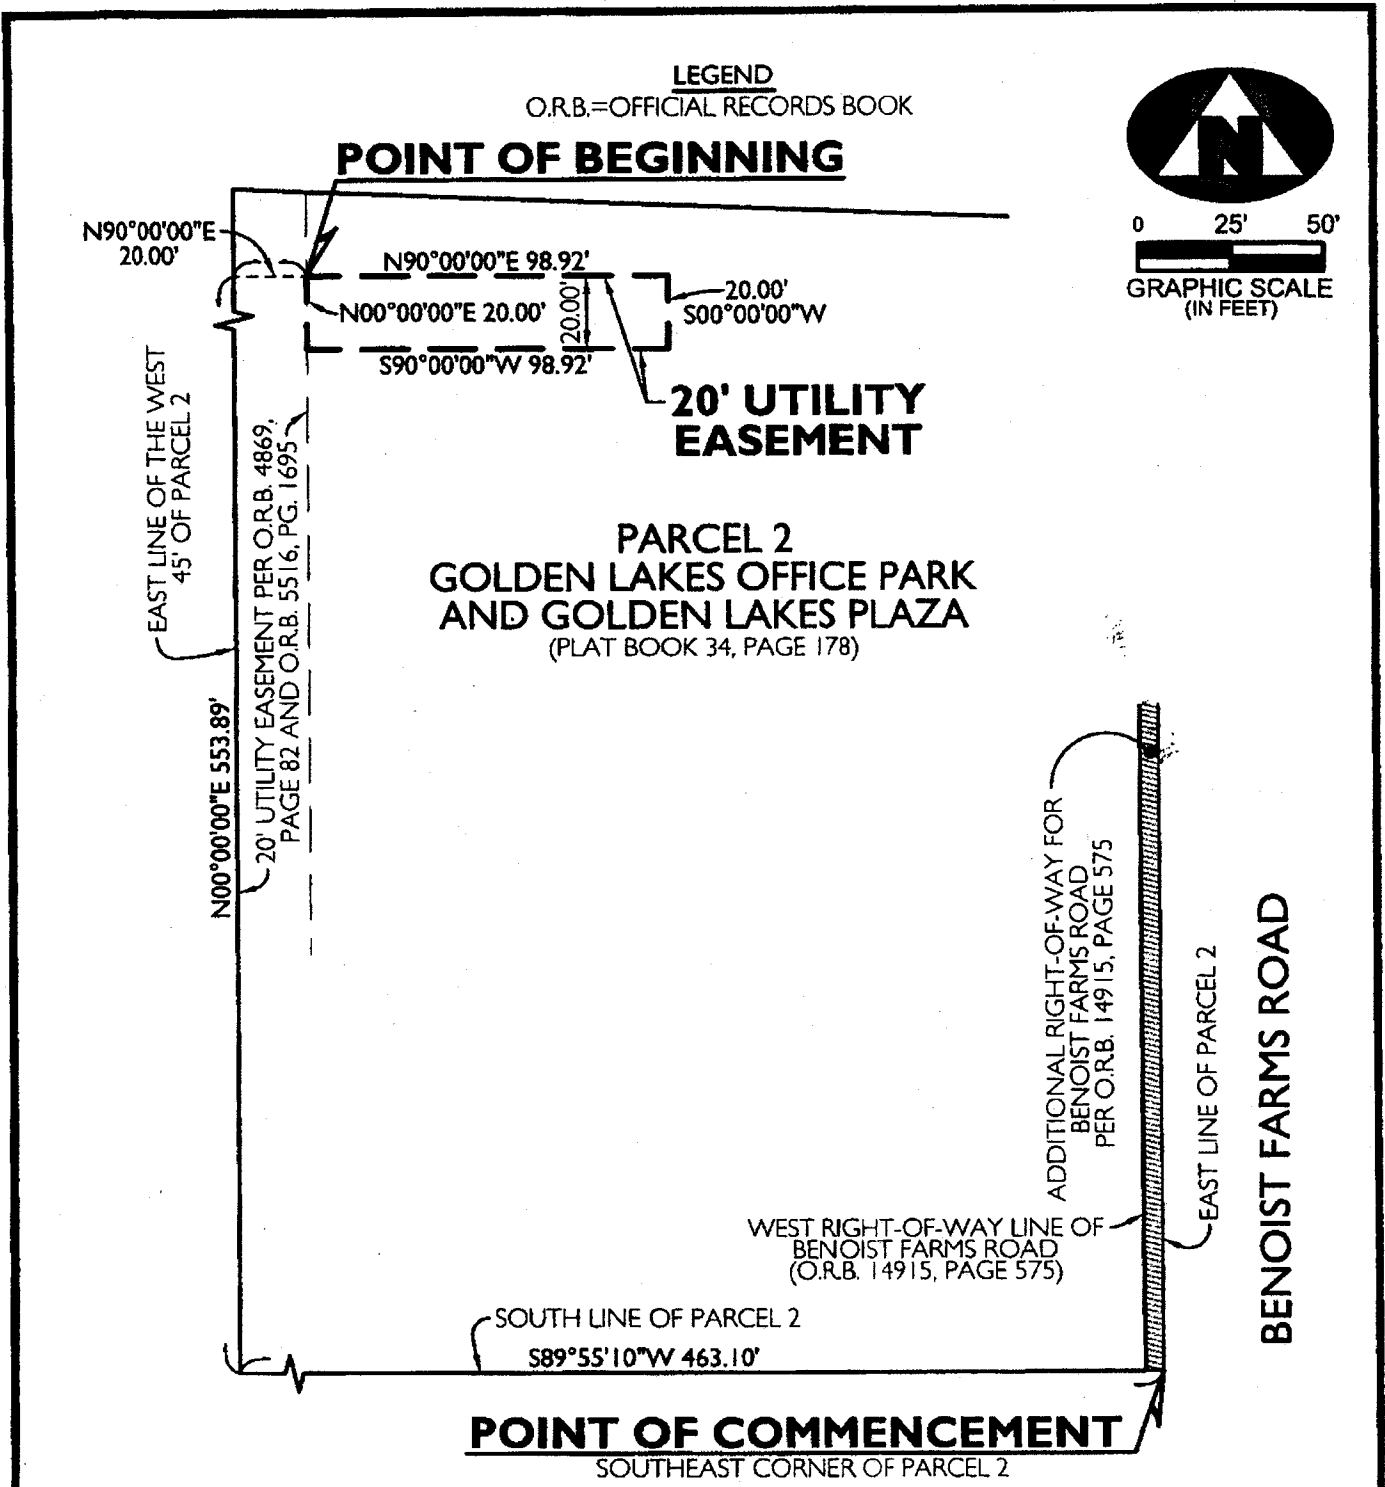 LEGEND
O.R.B.=OFFICIAL RECORDS BOOK
POINT OF BEGINNING
N
0 25' 50'
GRAPHIC SCALE
(IN FEET)
N90°00'00"E
20.00'
N90°00'00"E 98.92'
N00°00'00"E 20.00'
20.00'
20.00'
S00°00'00"W
S90°00'00"W 98.92'
20' UTILITY
EASEMENT
EAST LINE OF THE WEST
45' OF PARCEL 2
20' UTILITY EASEMENT PER O.R.B. 4869,
PAGE 82 AND O.R.B. 5516, PG. 1695
N00°00'00"E 553.89'
PARCEL 2
GOLDEN LAKES OFFICE PARK
AND GOLDEN LAKES PLAZA
(PLAT BOOK 34, PAGE 178)
ADDITIONAL RIGHT-OF-WAY FOR
BENOIST FARMS ROAD
PER O.R.B. 14915, PAGE 575
EAST LINE OF PARCEL 2
BENOIST FARMS ROAD
WEST RIGHT-OF-WAY LINE OF
BENOIST FARMS ROAD
(O.R.B. 14915, PAGE 575)
SOUTH LINE OF PARCEL 2
S89°55'10"W 463.10'
POINT OF COMMENCEMENT
SOUTHEAST CORNER OF PARCEL 2